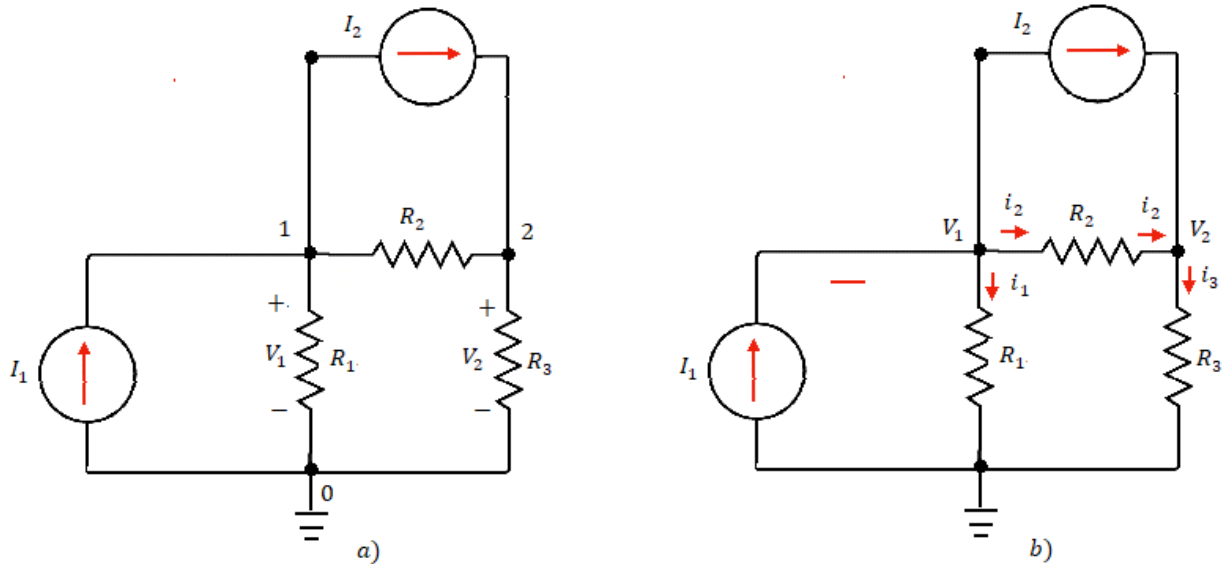 I₂
R₂
1
2
+
+
I₁
V₁
R₁
V₂
R₃
−
−
0
a)
I₂
i₂
R₂
i₂
V₁
V₂
i₁
i₃
I₁
R₁
R₃
b)